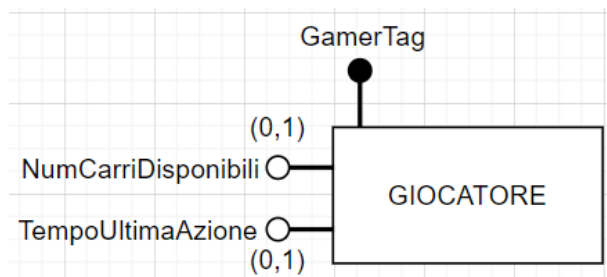 GamerTag
(0,1)
NumCarriDisponibili
GIOCATORE
TempoUltimaAzione
(0,1)